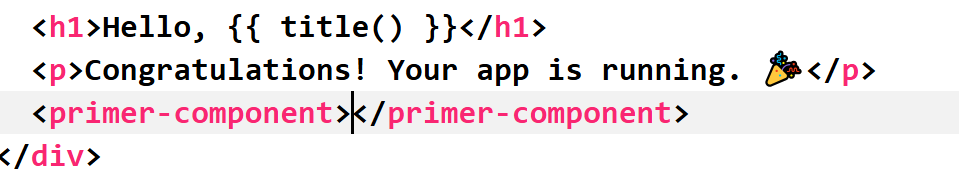 <h1>Hello, {{ title() }}</h1>
<p>Congratulations! Your app is running. 🎉</p>
<primer-component></primer-component>
</div>